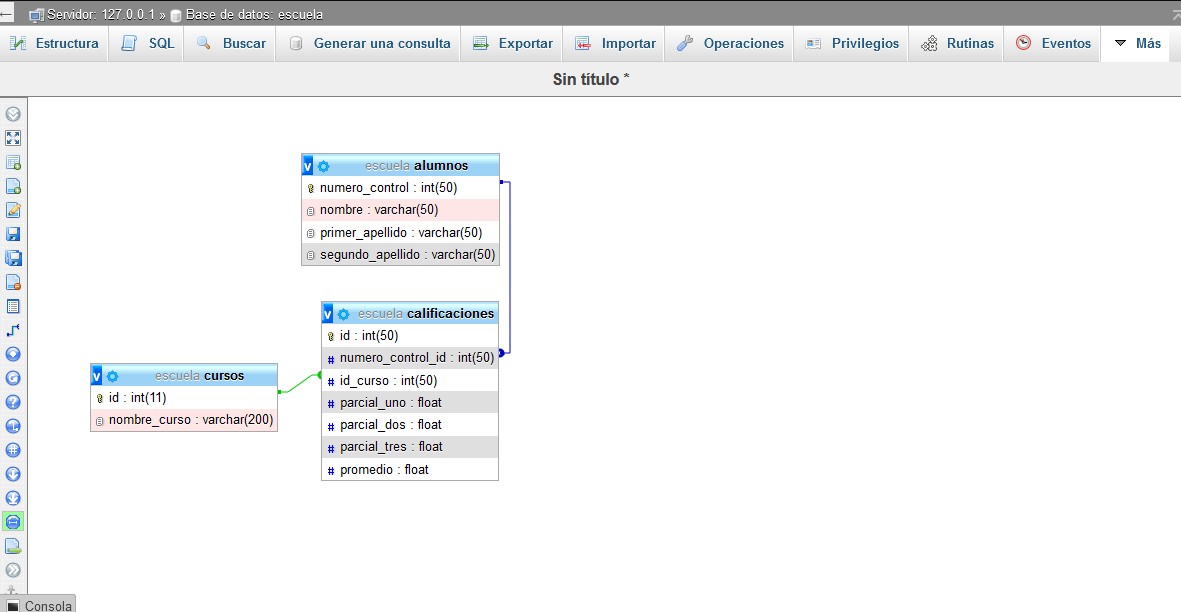 Servidor: 127.0.0.1 » Base de datos: escuela
Estructura SQL Buscar Generar una consulta Exportar Importar Operaciones Privilegios Rutinas Eventos Más
Sin título *
v escuela alumnos
numero_control : int(50)
nombre : varchar(50)
primer_apellido : varchar(50)
segundo_apellido : varchar(50)
v escuela calificaciones
id : int(50)
# numero_control_id : int(50)
# id_curso : int(50)
# parcial_uno : float
# parcial_dos : float
# parcial_tres : float
# promedio : float
v escuela cursos
id : int(11)
nombre_curso : varchar(200)
Consola